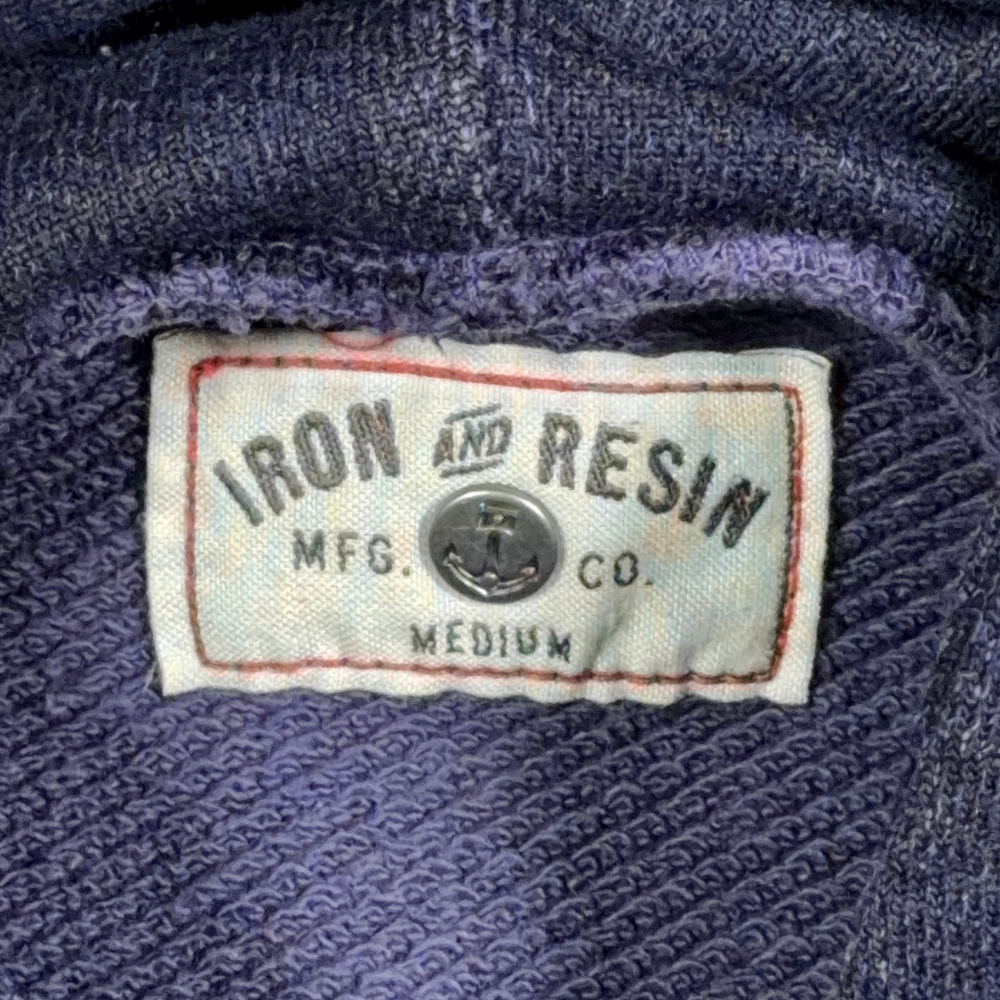 IRON AND RESIN
MFG. CO.
MEDIUM